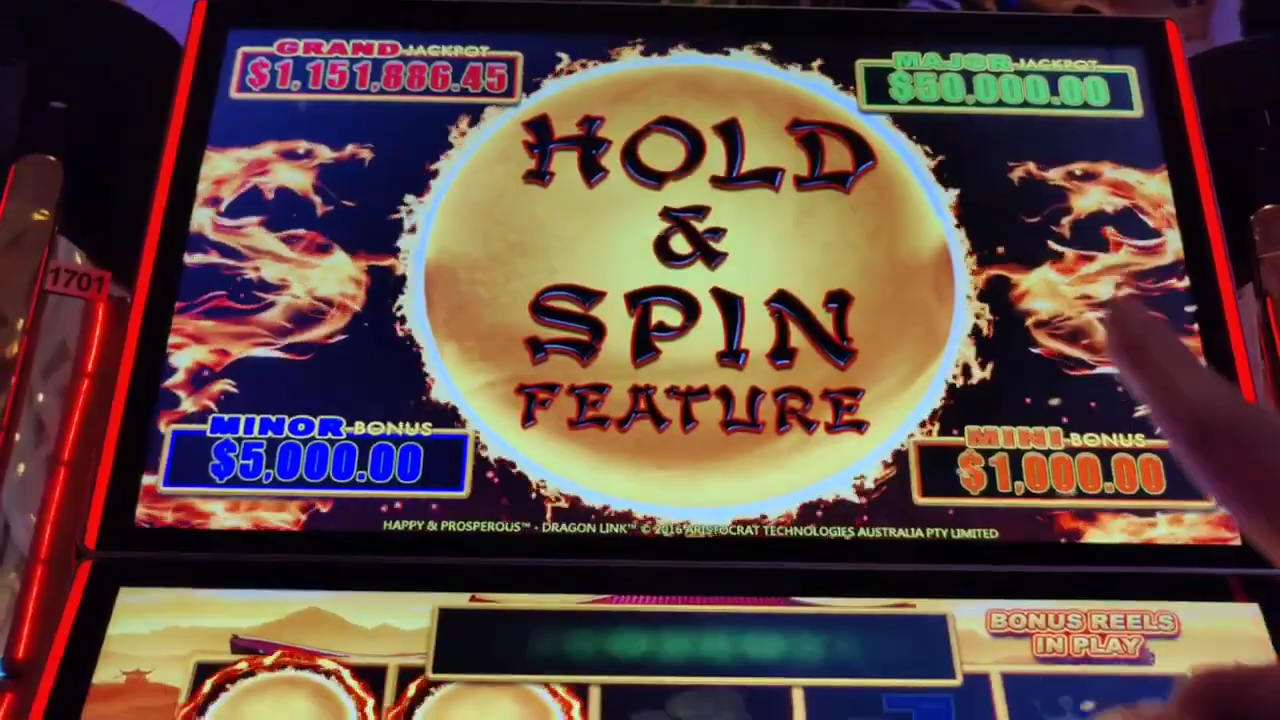 GRAND JACKPOT
$1,151,886.45
MAJOR JACKPOT
$50,000.00
HOLD
&
SPIN
FEATURE
1701
MINOR BONUS
$5,000.00
MINI BONUS
$1,000.00
HAPPY & PROSPEROUS™ - DRAGON LINK™ © 2016 ARISTOCRAT TECHNOLOGIES AUSTRALIA PTY LIMITED
BONUS REELS
IN PLAY